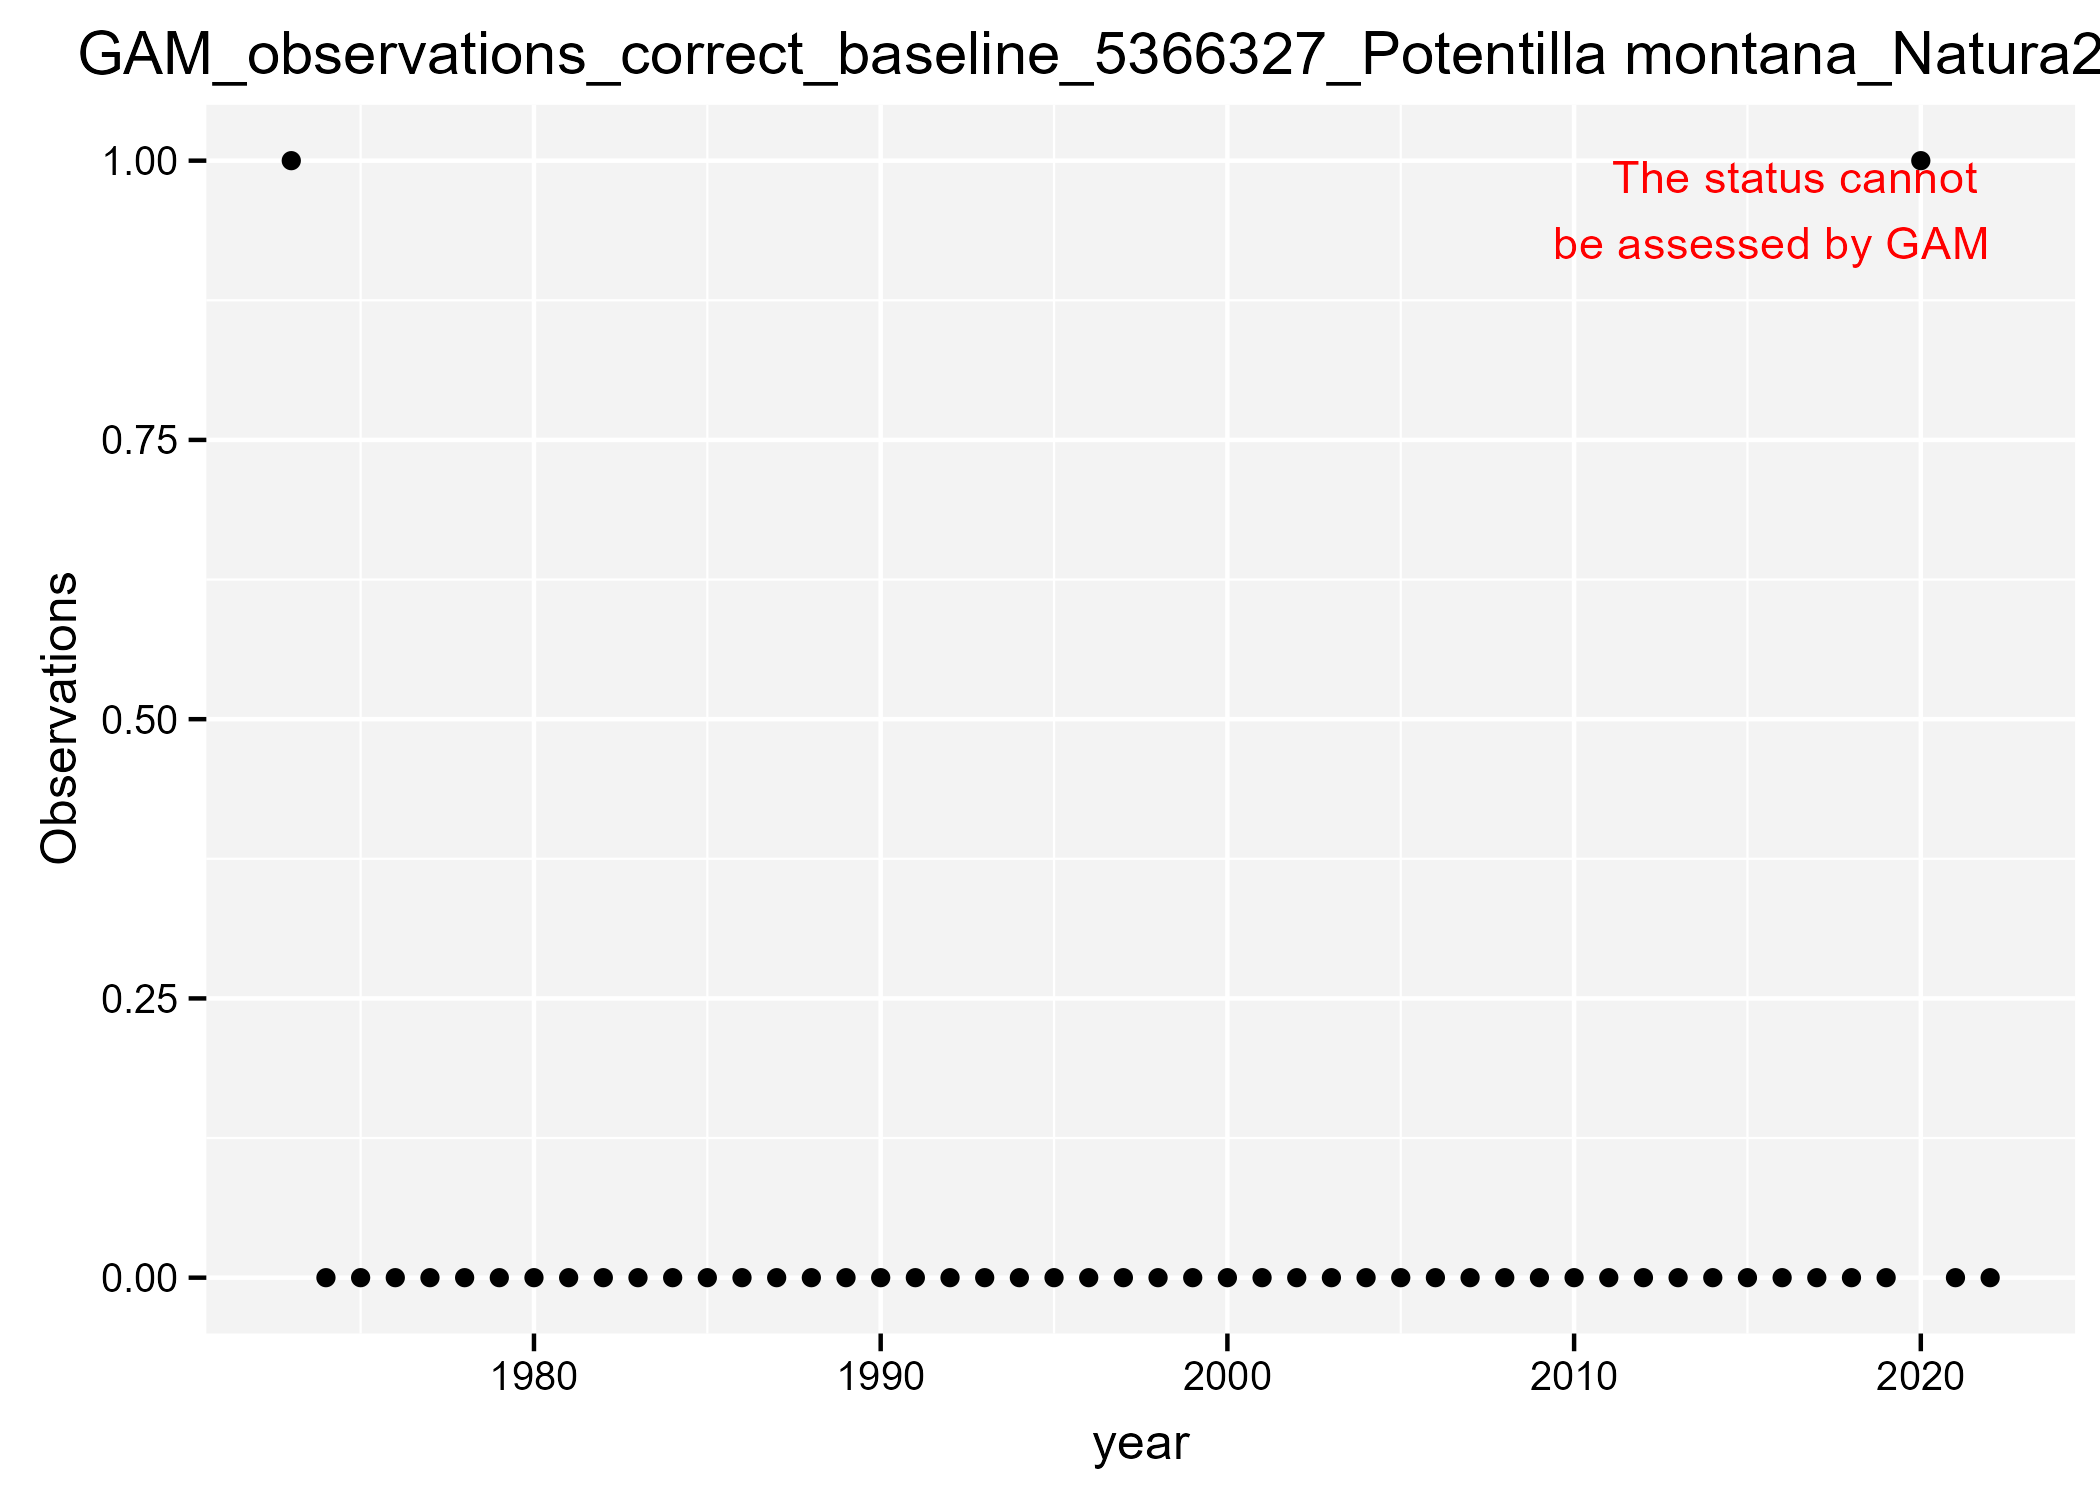 GAM_observations_correct_baseline_5366327_Potentilla montana_Natura2
1.00
The status cannot
be assessed by GAM
0.75
Observations
0.50
0.25
0.00
1980 1990 2000 2010 2020
year